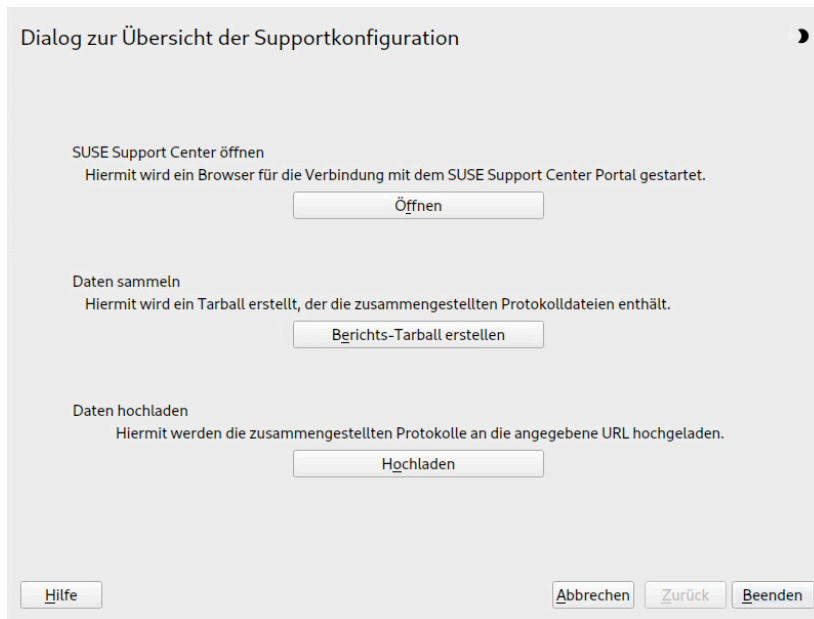 Dialog zur Übersicht der Supportkonfiguration
SUSE Support Center öffnen
Hiermit wird ein Browser für die Verbindung mit dem SUSE Support Center Portal gestartet.
Öffnen
Daten sammeln
Hiermit wird ein Tarball erstellt, der die zusammengestellten Protokolldateien enthält.
Berichts-Tarball erstellen
Daten hochladen
Hiermit werden die zusammengestellten Protokolle an die angegebene URL hochgeladen.
Hochladen
Hilfe Abbrechen Zurück Beenden